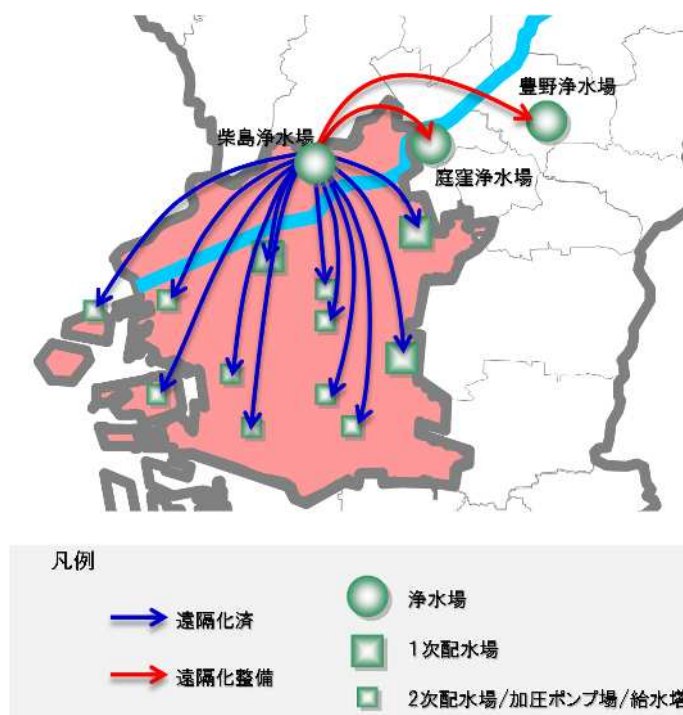 豊野浄水場
柴島浄水場
庭窪浄水場
凡例
遠隔化済
遠隔化整備
浄水場
1次配水場
2次配水場/加圧ポンプ場/給水塔